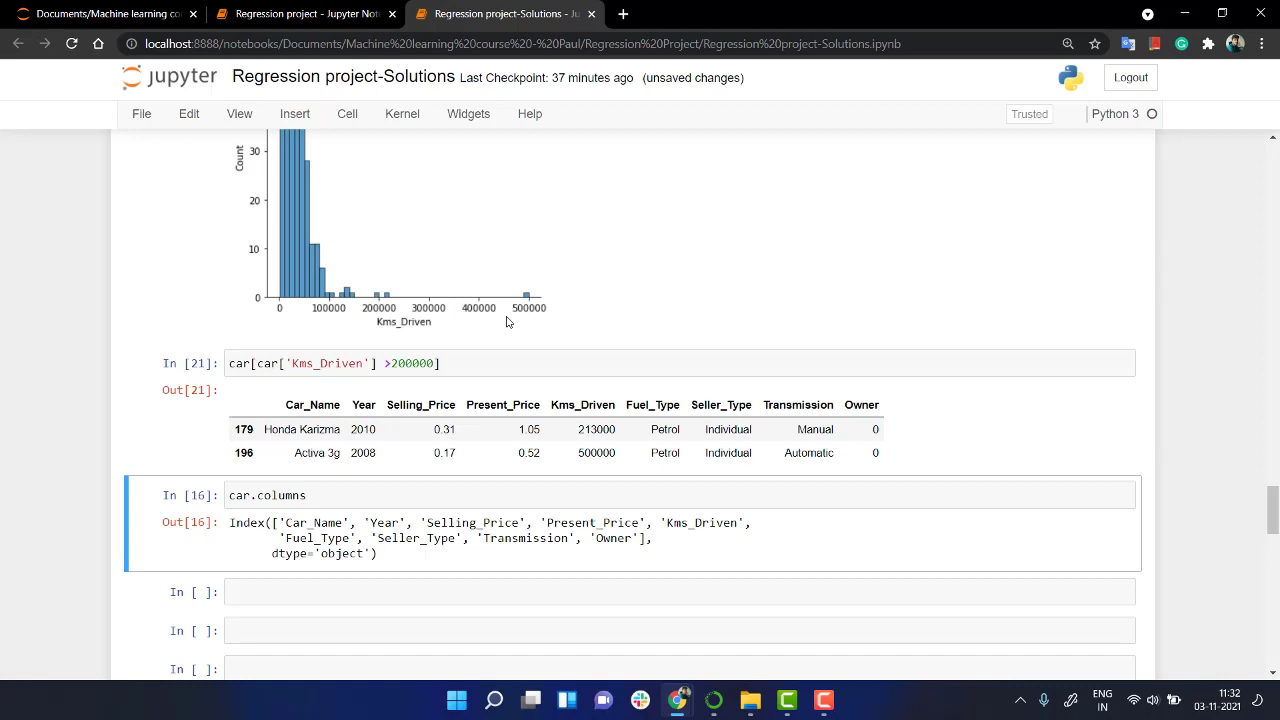 Documents/Machine learning co
Regression project - Jupyter Not
Regression project-Solutions - Ju
localhost:8888/notebooks/Documents/Machine%20learning%20course%20-%20Paul/Regression%20Project/Regression%20project-Solutions.ipynb
jupyter Regression project-Solutions Last Checkpoint: 37 minutes ago (unsaved changes) Logout
File Edit View Insert Cell Kernel Widgets Help Trusted Python 3
Count
30
20
10
0
0 100000 200000 300000 400000 500000
Kms_Driven
In [21]: car[car['Kms_Driven'] >200000]
Out[21]:
Car_Name Year Selling_Price Present_Price Kms_Driven Fuel_Type Seller_Type Transmission Owner
179 Honda Karizma 2010 0.31 1.05 213000 Petrol Individual Manual 0
196 Activa 3g 2008 0.17 0.52 500000 Petrol Individual Automatic 0
In [16]: car.columns
Out[16]: Index(['Car_Name', 'Year', 'Selling_Price', 'Present_Price', 'Kms_Driven',
'Fuel_Type', 'Seller_Type', 'Transmission', 'Owner'],
dtype='object')
In [ ]:
In [ ]:
In [ ]:
ENG
IN
11:32
03-11-2021